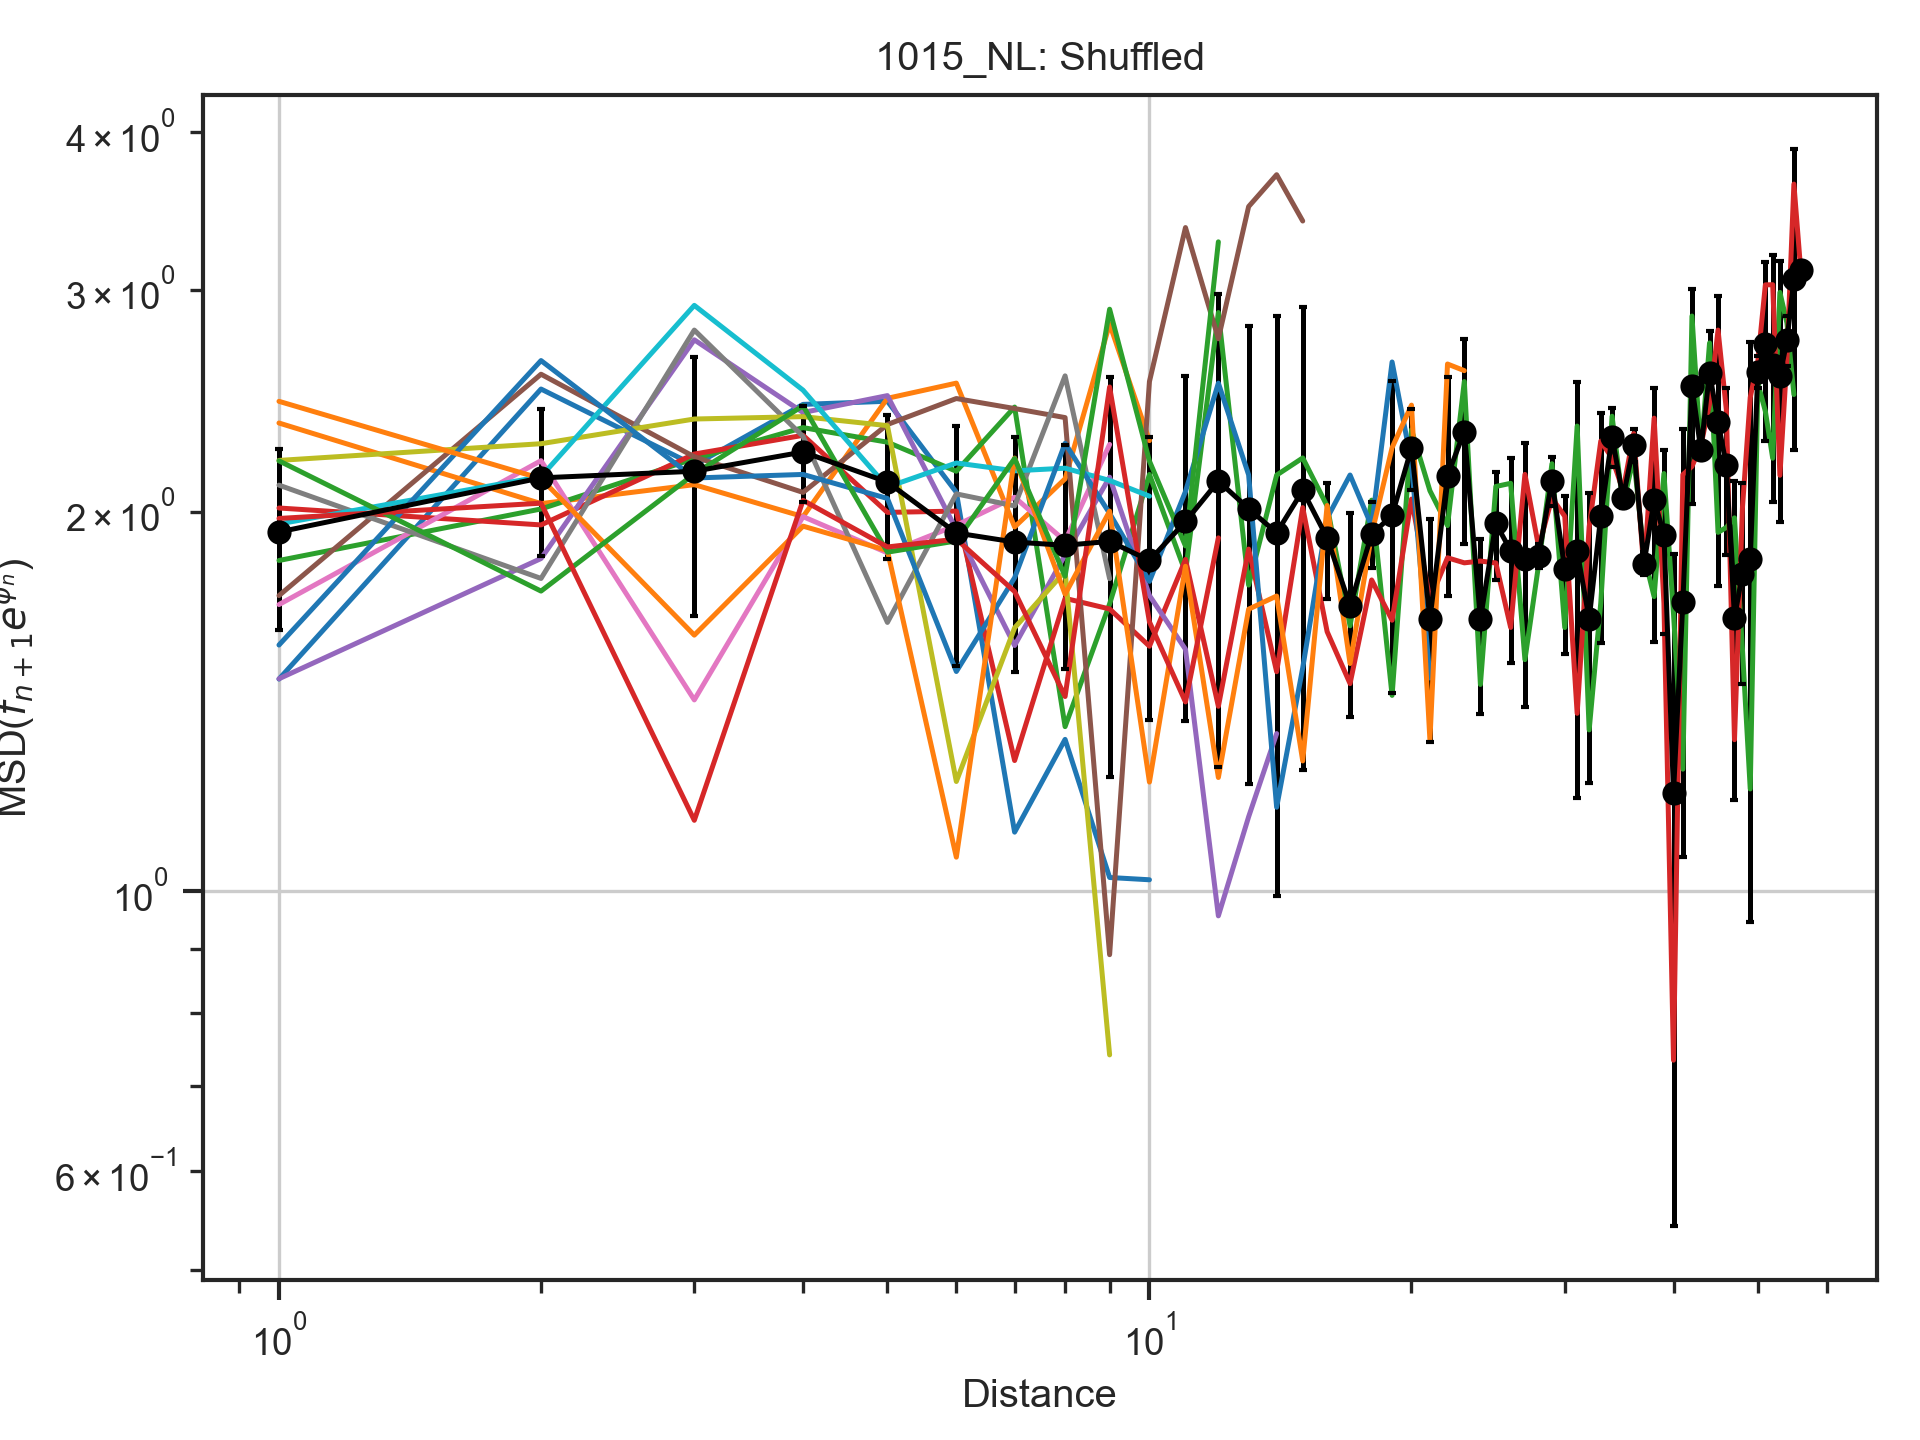 1015_NL: Shuffled
4 × 10⁰
3 × 10⁰
2 × 10⁰
10⁰
6 × 10⁻¹
MSD(f_{n+1}e^{φ_n})
10⁰
10¹
Distance